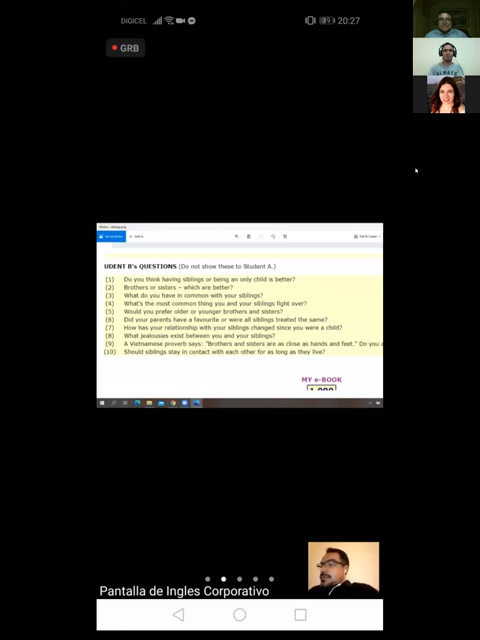 DIGICEL 89 20:27
GRB
UDENT B's QUESTIONS (Do not show these to Student A.)
(1) Do you think having siblings or being an only child is better?
(2) Brothers or sisters – which are better?
(3) What do you have in common with your siblings?
(4) What's the most common thing you and your siblings fight over?
(5) Would you prefer older or younger brothers and sisters?
(6) Did your parents have a favourite or were all siblings treated the same?
(7) How has your relationship with your siblings changed since you were a child?
(8) What jealousies exist between you and your siblings?
(9) A Vietnamese proverb says: "Brothers and sisters are as close as hands and feet." Do you
(10) Should siblings stay in contact with each other for as long as they live?
MY e-BOOK
Pantalla de Ingles Corporativo